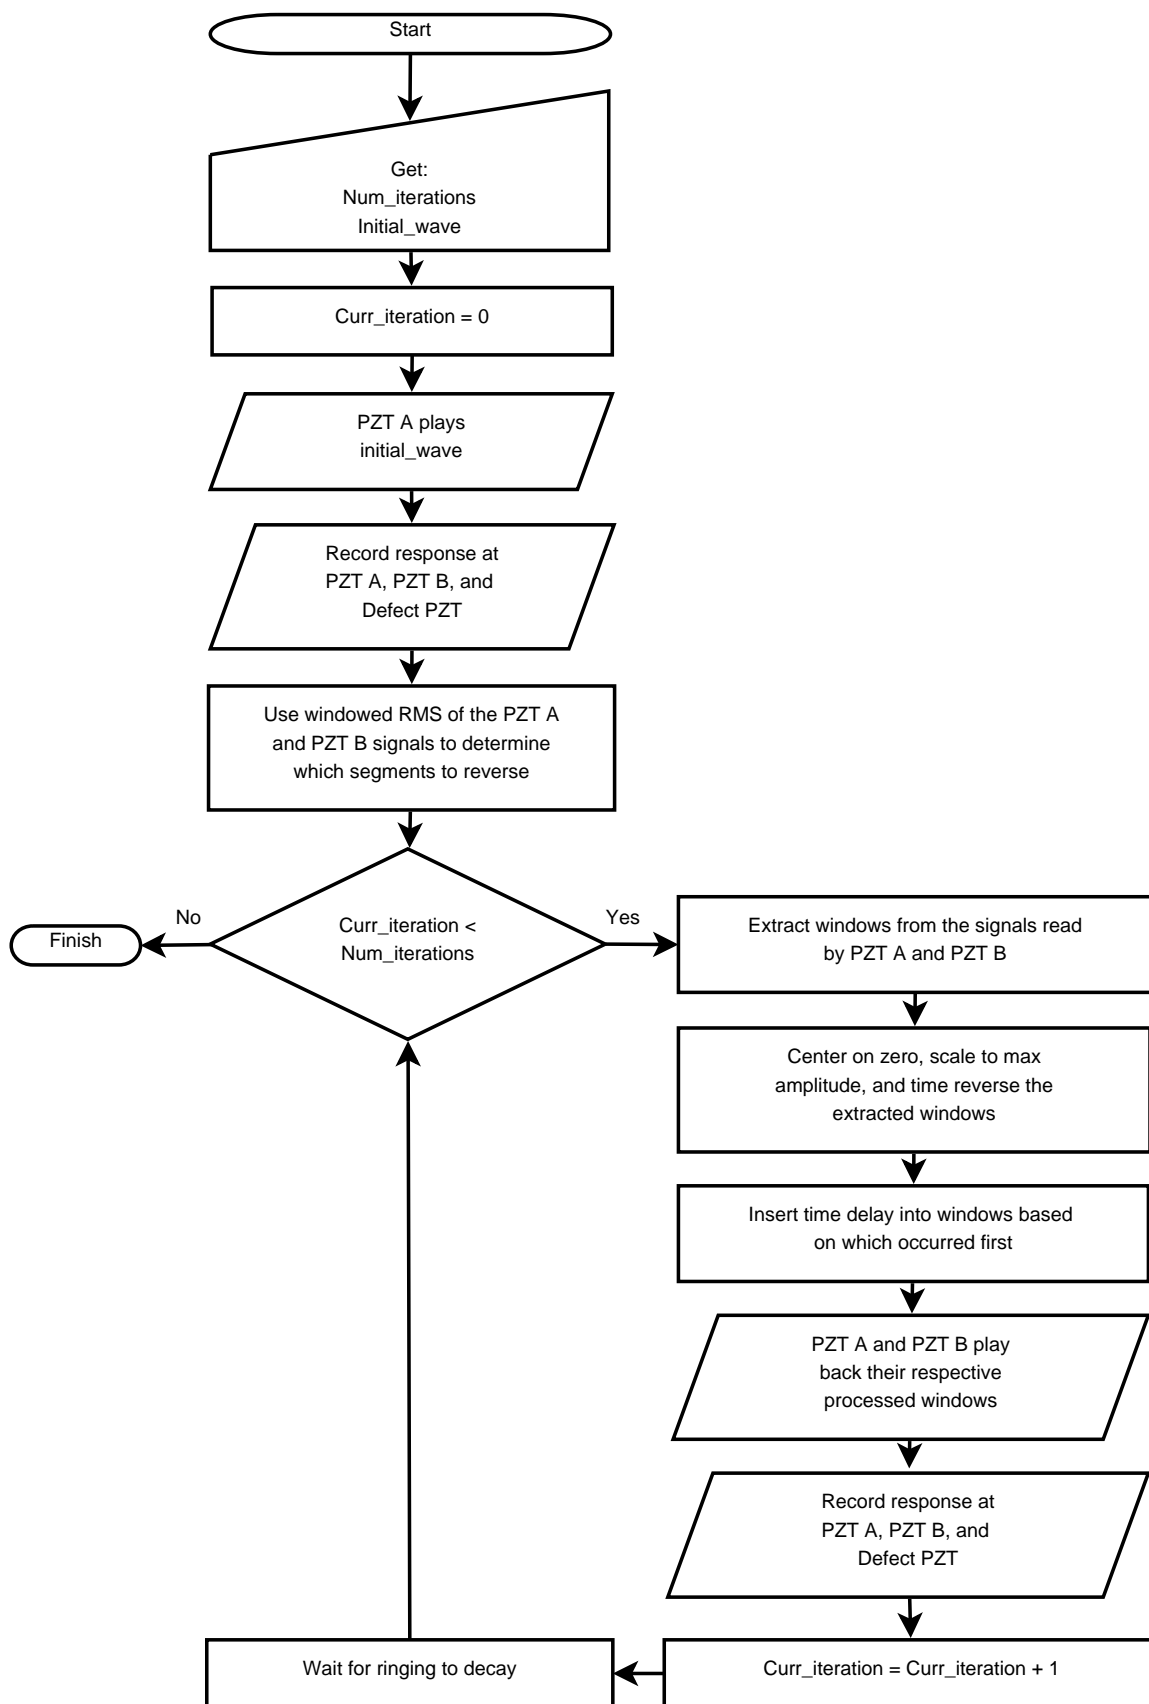 Start
Get:
Num_iterations
Initial_wave
Curr_iteration = 0
PZT A plays
initial_wave
Record response at
PZT A, PZT B, and
Defect PZT
Use windowed RMS of the PZT A
and PZT B signals to determine
which segments to reverse
Curr_iteration <
Num_iterations
No
Finish
Yes
Extract windows from the signals read
by PZT A and PZT B
Center on zero, scale to max
amplitude, and time reverse the
extracted windows
Insert time delay into windows based
on which occurred first
PZT A and PZT B play
back their respective
processed windows
Record response at
PZT A, PZT B, and
Defect PZT
Curr_iteration = Curr_iteration + 1
Wait for ringing to decay